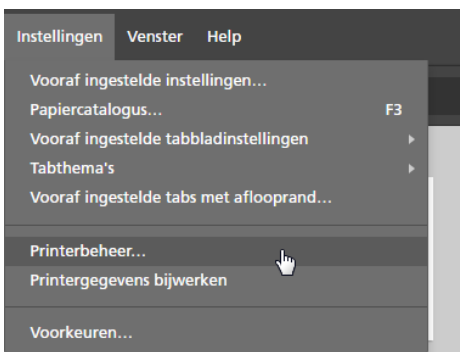 Instellingen Venster Help
Vooraf ingestelde instellingen...
Papiercatalogus... F3
Vooraf ingestelde tabbladinstellingen
Tabthema's
Vooraf ingestelde tabs met aflooprand...
Printerbeheer...
Printergegevens bijwerken
Voorkeuren...